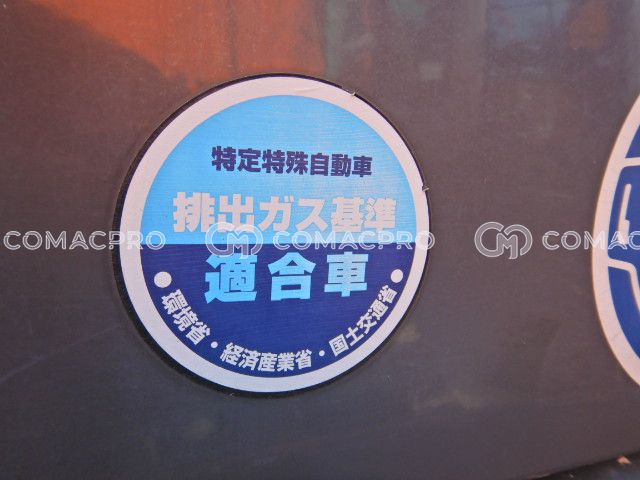 特定特殊自動車
排出ガス基準
適合車
●環境省・経済産業省・国土交通省●
COMACPRO COMACPRO COMAC